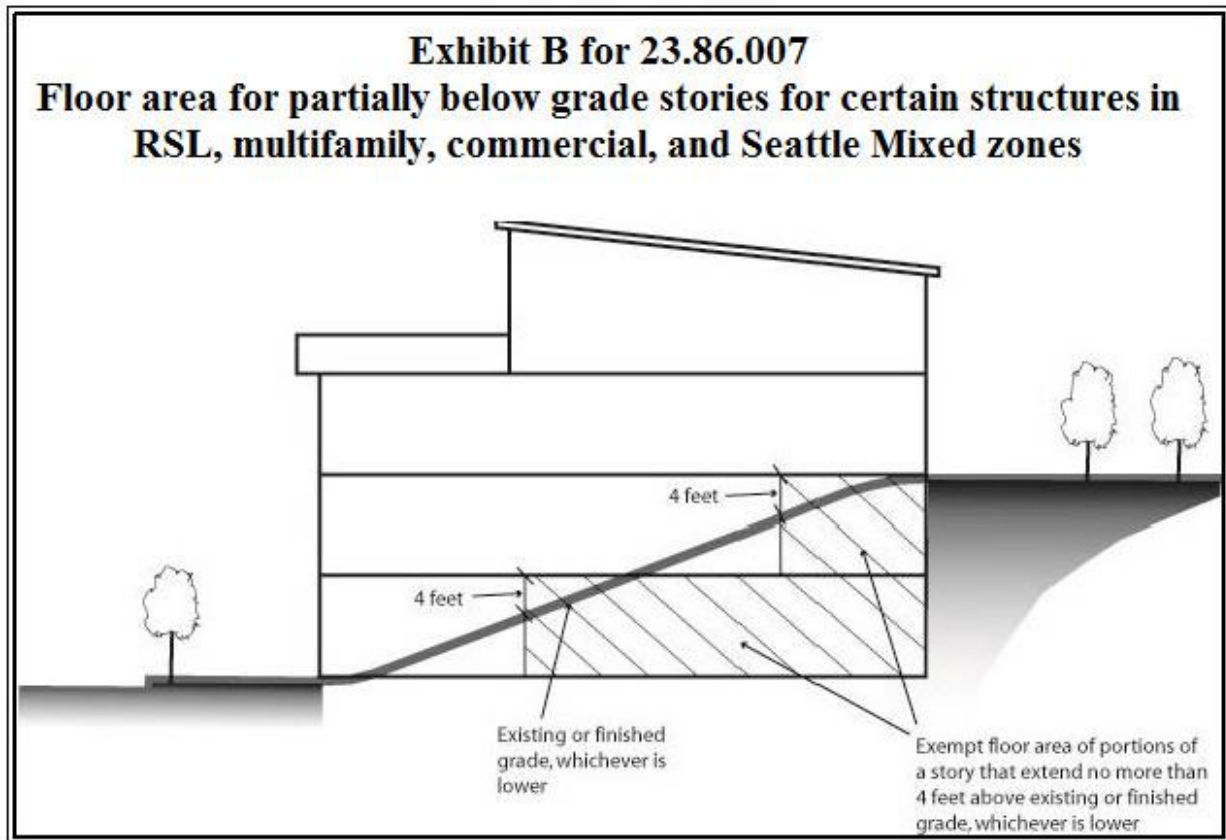 Exhibit B for 23.86.007
Floor area for partially below grade stories for certain structures in
RSL, multifamily, commercial, and Seattle Mixed zones
4 feet
4 feet
Existing or finished
grade, whichever is
lower
Exempt floor area of portions of
a story that extend no more than
4 feet above existing or finished
grade, whichever is lower